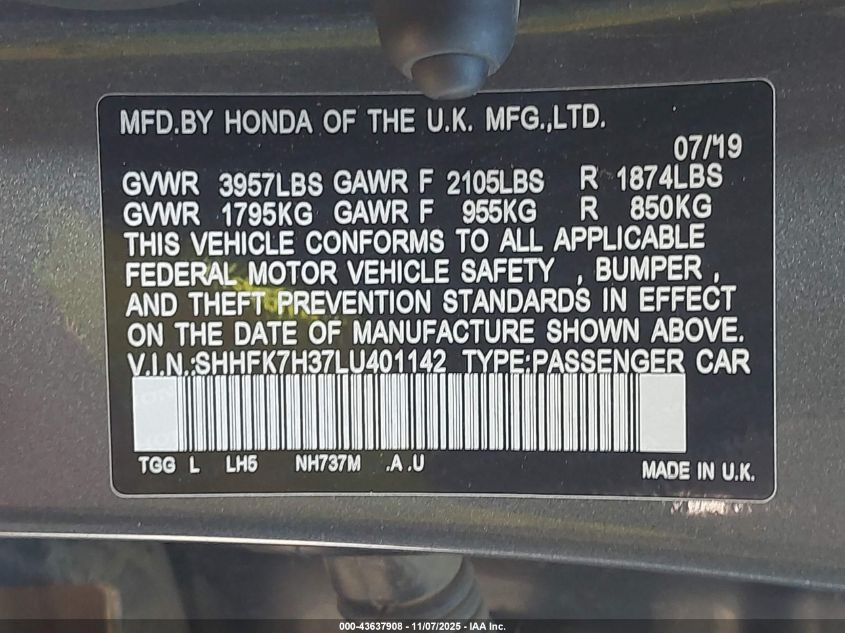 MFD.BY HONDA OF THE U.K. MFG.,LTD.
07/'19
GVWR 3957LBS GAWR F 2105LBS R 1874LBS
GVWR 1795KG GAWR F 955KG R 850KG
THIS VEHICLE CONFORMS TO ALL APPLICABLE
FEDERAL MOTOR VEHICLE SAFETY , BUMPER ,
AND THEFT PREVENTION STANDARDS IN EFFECT
ON THE DATE OF MANUFACTURE SHOWN ABOVE.
V.I.N.:SHHFK7H37LU401142 TYPE:PASSENGER CAR
TGG L LH5 NH737M .A .U
MADE IN U.K.
000-43637908 - 11/07/2025 - IAA Inc.